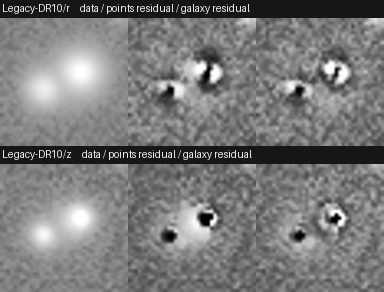 Legacy-DR10/r data / points residual / galaxy residual
Legacy-DR10/z data / points residual / galaxy residual